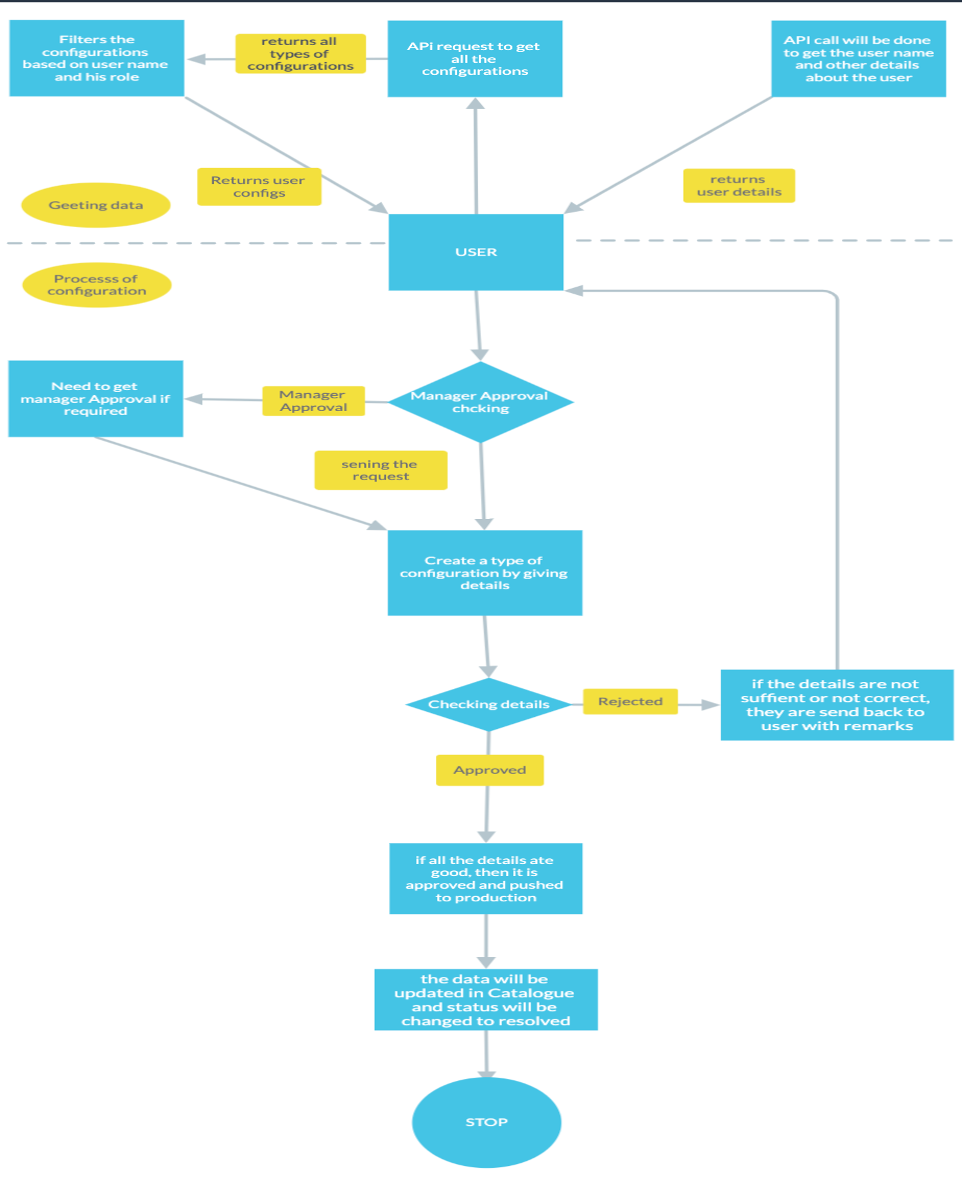 Filters the
configurations
based on user name
and his role
returns all
types of
configurations
APi request to get
all the
configurations
API call will be done
to get the user name
and other details
about the user
Returns user
configs
returns
user details
Geeting data
USER
Processs of
configuration
Need to get
manager Approval if
required
Manager
Approval
Manager Approval
chcking
sening the
request
Create a type of
configuration by giving
details
Checking details
Rejected
if the details are not
suffient or not correct,
they are send back to
user with remarks
Approved
if all the details ate
good, then it is
approved and pushed
to production
the data will be
updated in Catalogue
and status will be
changed to resolved
STOP